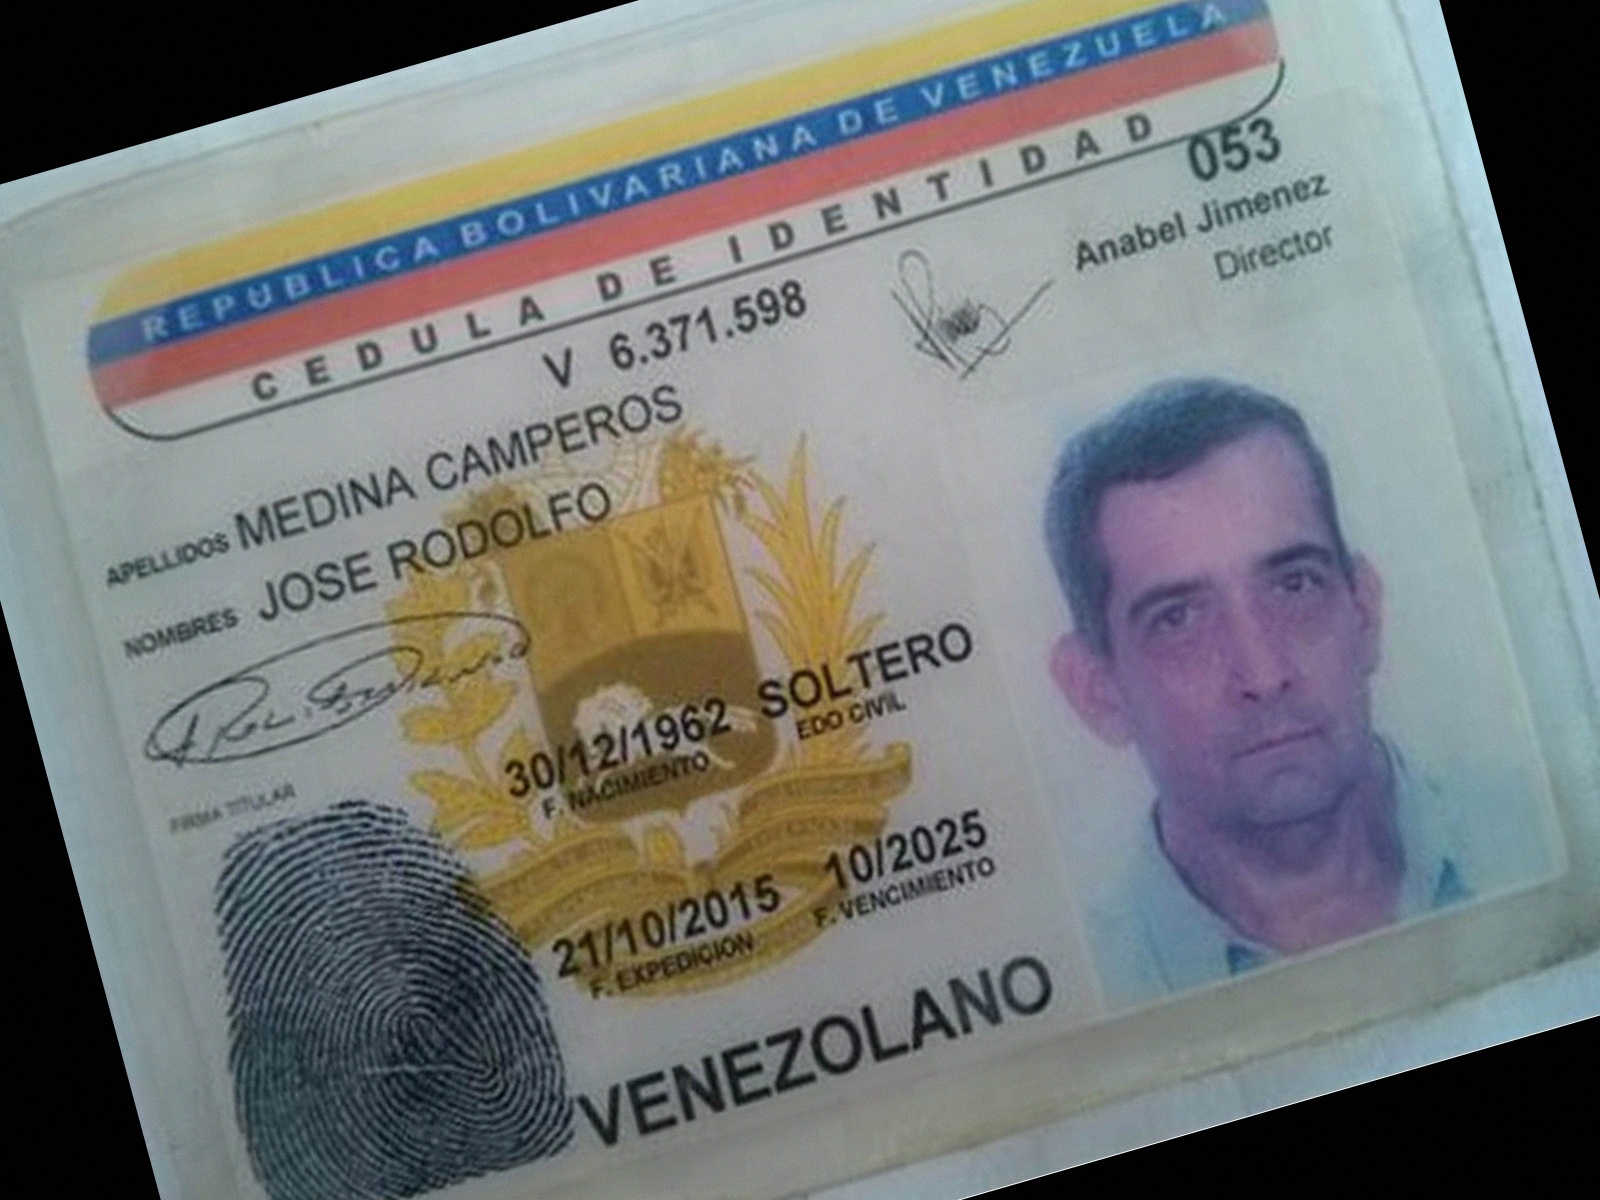 REPUBLICA BOLIVARIANA DE VENEZUELA
CEDULA DE IDENTIDAD
053
V 6.371.598
Anabel Jimenez
Director
APELLIDOS MEDINA CAMPEROS
NOMBRES JOSE RODOLFO
FIRMA TITULAR
30/12/1962 SOLTERO
F. NACIMIENTO EDO CIVIL
21/10/2015 10/2025
F. EXPEDICION F. VENCIMIENTO
VENEZOLANO